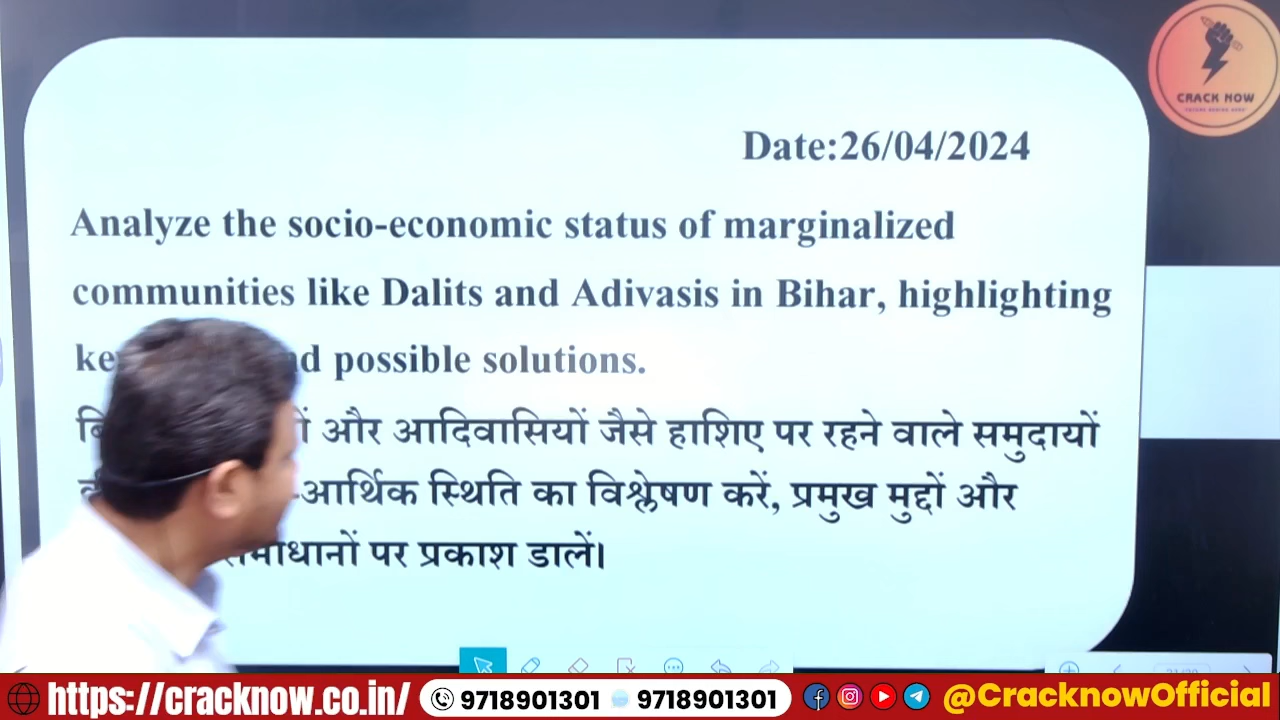 CRACK NOW
Date:26/04/2024
Analyze the socio-economic status of marginalized
communities like Dalits and Adivasis in Bihar, highlighting
possible solutions.
और आदिवासियों जैसे हाशिए पर रहने वाले समुदायों
-आर्थिक स्थिति का विश्लेषण करें, प्रमुख मुद्दों और
पर प्रकाश डालें।
https://cracknow.co.in/ 9718901301 9718901301 @CracknowOfficial